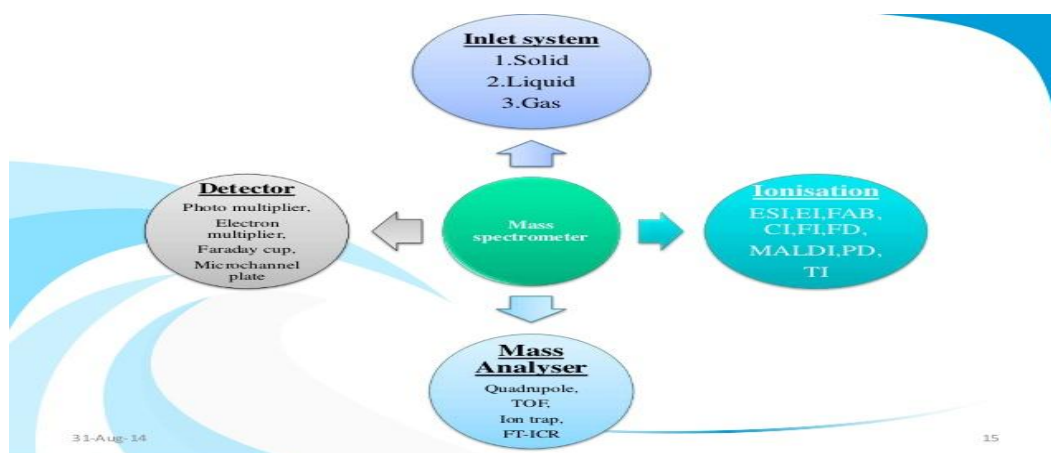 Inlet system
1.Solid
2.Liquid
3.Gas
Detector
Photo multiplier,
Electron
multiplier,
Faraday cup,
Microchannel
plate
Mass
spectrometer
Ionisation
ESI,EI,FAB,
CI,FI,FD,
MALDI,PD,
TI
Mass
Analyser
Quadrupole,
TOF,
Ion trap,
FT-ICR
31-Aug-14
15